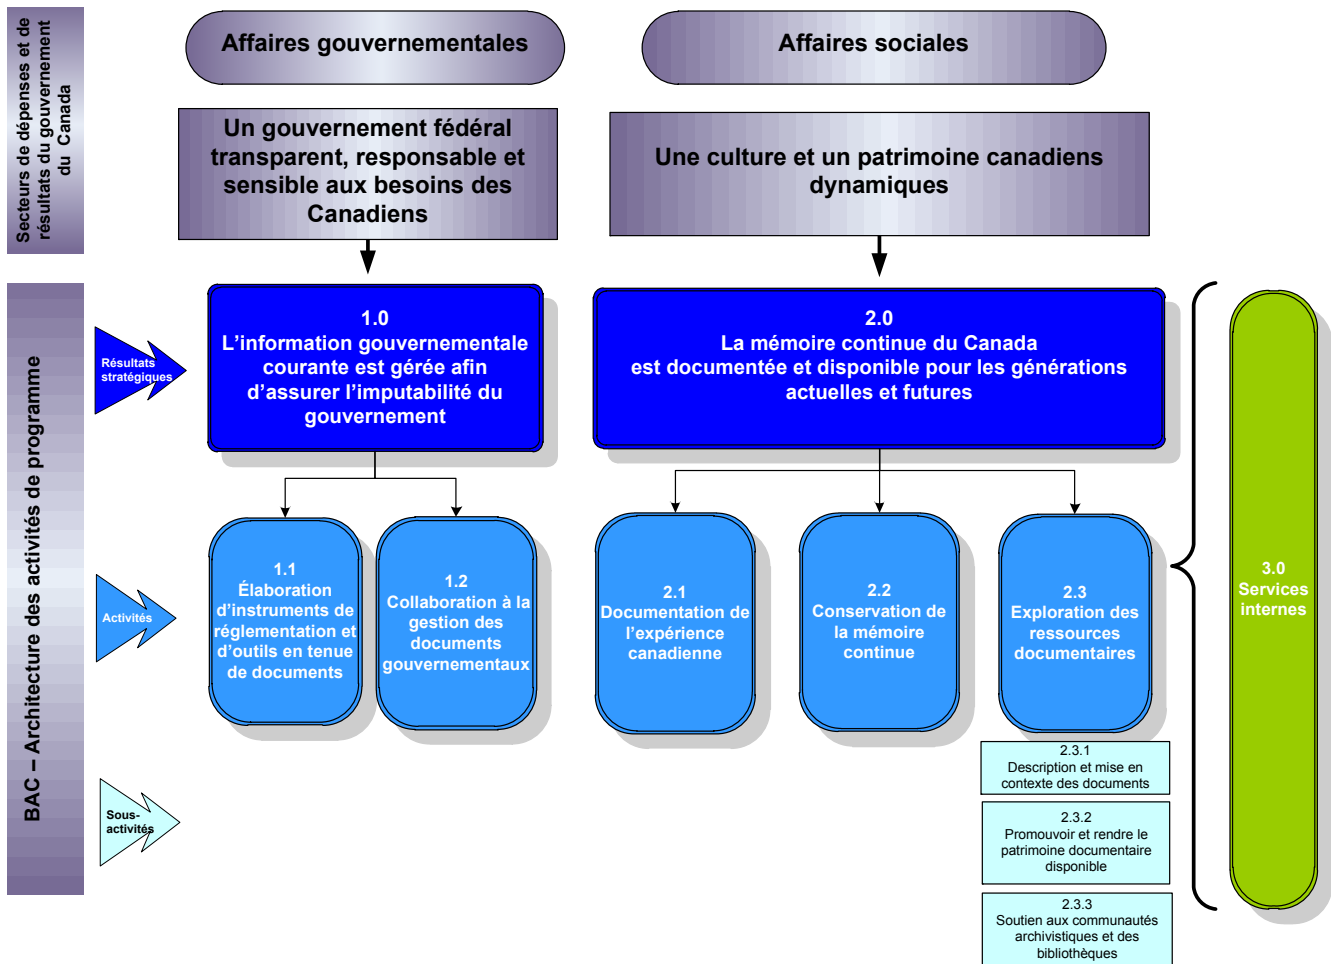 Secteurs de dépenses et de
résultats du gouvernement
du Canada
Affaires gouvernementales
Affaires sociales
Un gouvernement fédéral
transparent, responsable et
sensible aux besoins des
Canadiens
Une culture et un patrimoine canadiens
dynamiques
BAC – Architecture des activités de programme
Résultats
stratégiques
1.0
L’information gouvernementale
courante est gérée afin
d’assurer l’imputabilité du
gouvernement
2.0
La mémoire continue du Canada
est documentée et disponible pour les générations
actuelles et futures
Activités
1.1
Élaboration
d’instruments de
réglementation et
d’outils en tenue
de documents
1.2
Collaboration à la
gestion des
documents
gouvernementaux
2.1
Documentation de
l’expérience
canadienne
2.2
Conservation de
la mémoire
continue
2.3
Exploration des
ressources
documentaires
3.0
Services
internes
Sous-
activités
2.3.1
Description et mise en
contexte des documents
2.3.2
Promouvoir et rendre le
patrimoine documentaire
disponible
2.3.3
Soutien aux communautés
archivistiques et des
bibliothèques